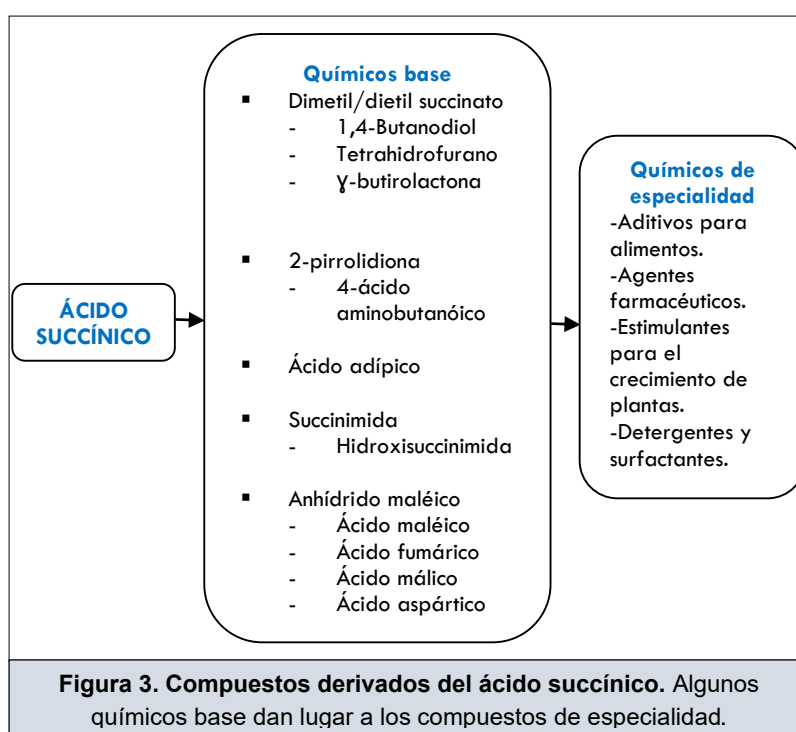 ÁCIDO
SUCCÍNICO
Químicos base
▪ Dimetil/dietil succinato
- 1,4-Butanodiol
- Tetrahidrofurano
- Ɣ-butirolactona
▪ 2-pirrolidiona
- 4-ácido
aminobutanóico
▪ Ácido adípico
▪ Succinimida
- Hidroxisuccinimida
▪ Anhídrido maléico
- Ácido maléico
- Ácido fumárico
- Ácido málico
- Ácido aspártico
Químicos de
especialidad
-Aditivos para
alimentos.
-Agentes
farmacéuticos.
-Estimulantes
para el
crecimiento de
plantas.
-Detergentes y
surfactantes.
Figura 3. Compuestos derivados del ácido succínico. Algunos
químicos base dan lugar a los compuestos de especialidad.